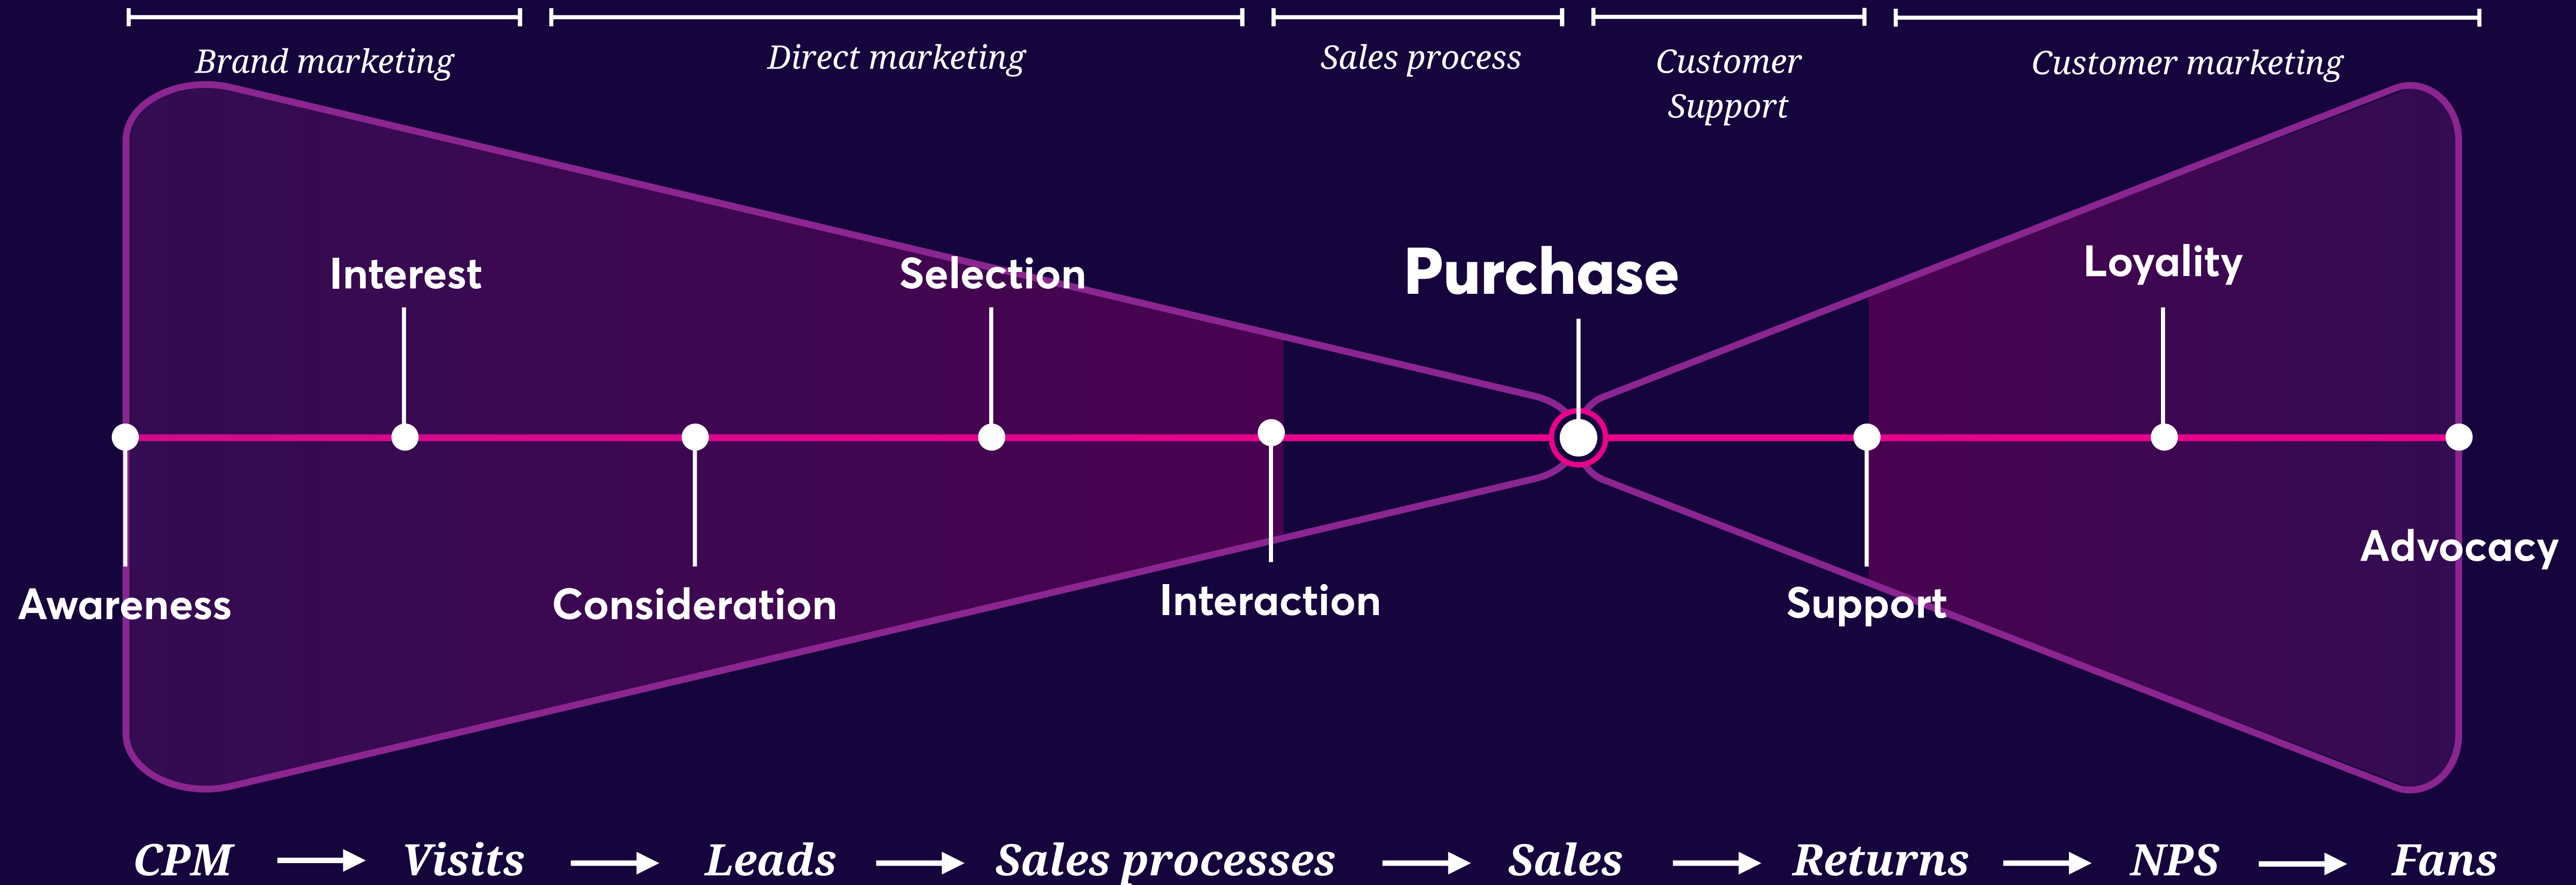 Brand marketing
Direct marketing
Sales process
Customer
Support
Customer marketing
Interest
Selection
Purchase
Loyality
Awareness
Consideration
Interaction
Support
Advocacy
CPM
Visits
Leads
Sales processes
Sales
Returns
NPS
Fans